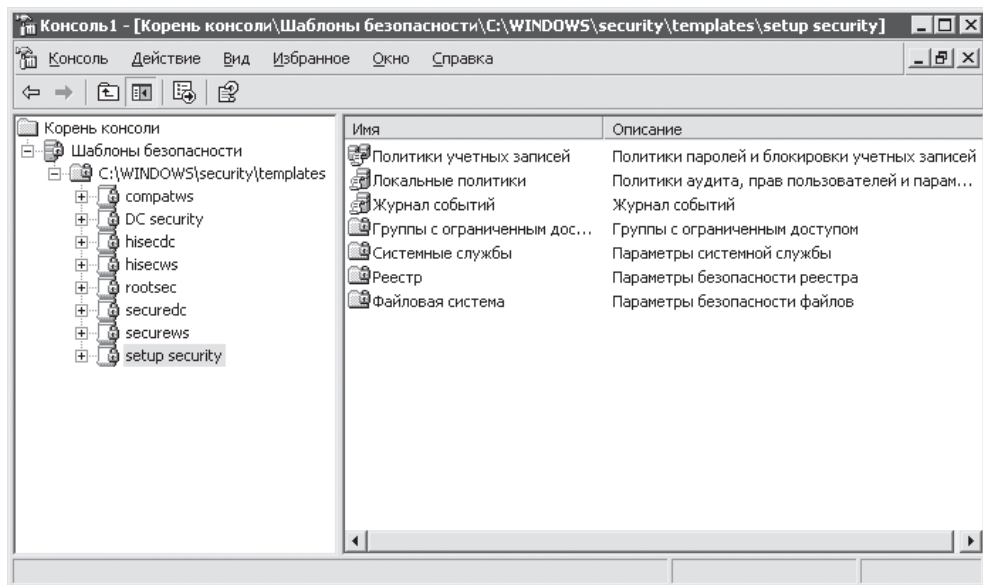 Консоль1 - [Корень консоли\Шаблоны безопасности\C:\WINDOWS\security\templates\setup security]
Консоль Действие Вид Избранное Окно Справка
Корень консоли
Шаблоны безопасности
C:\WINDOWS\security\templates
compatws
DC security
hisecdc
hisecws
rootsec
securedc
securews
setup security
Имя Описание
Политики учетных записей Политики паролей и блокировки учетных записей
Локальные политики Политики аудита, прав пользователей и парам...
Журнал событий Журнал событий
Группы с ограниченным дос... Группы с ограниченным доступом
Системные службы Параметры системной службы
Реестр Параметры безопасности реестра
Файловая система Параметры безопасности файлов